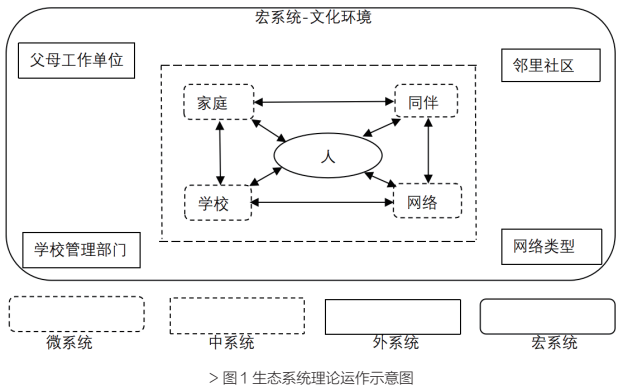 宏系统-文化环境
父母工作单位
邻里社区
家庭
同伴
人
学校
网络
学校管理部门
网络类型
微系统
中系统
外系统
宏系统
>图1生态系统理论运作示意图